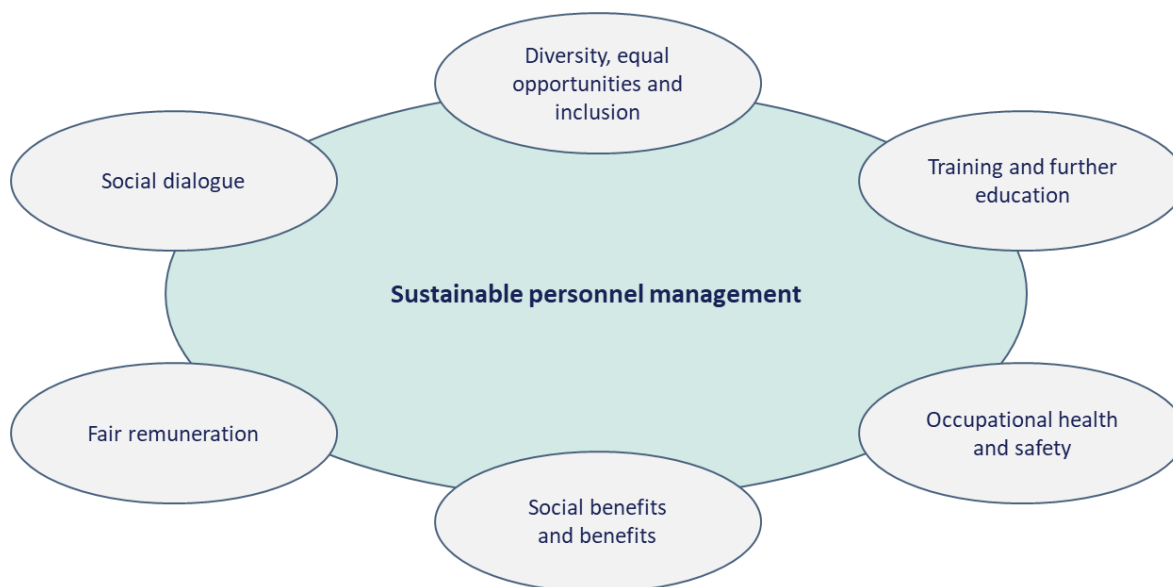 Diversity, equal
opportunities and
inclusion
Social dialogue
Training and further
education
Sustainable personnel management
Fair remuneration
Occupational health
and safety
Social benefits
and benefits